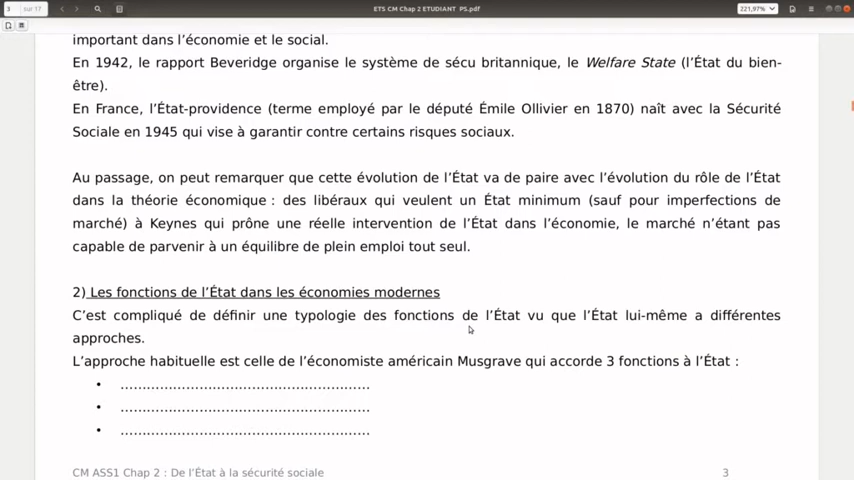 3
sur 17
ETS CM Chap 2 ETUDIANT PS.pdf
221,97%
important dans l’économie et le social.
En 1942, le rapport Beveridge organise le système de sécu britannique, le Welfare State (l’État du bien-
être).
En France, l’État-providence (terme employé par le député Émile Ollivier en 1870) naît avec la Sécurité
Sociale en 1945 qui vise à garantir contre certains risques sociaux.
Au passage, on peut remarquer que cette évolution de l’État va de paire avec l’évolution du rôle de l’État
dans la théorie économique : des libéraux qui veulent un État minimum (sauf pour imperfections de
marché) à Keynes qui prône une réelle intervention de l’État dans l’économie, le marché n’étant pas
capable de parvenir à un équilibre de plein emploi tout seul.
2) Les fonctions de l’État dans les économies modernes
C’est compliqué de définir une typologie des fonctions de l’État vu que l’État lui-même a différentes
approches.
L’approche habituelle est celle de l’économiste américain Musgrave qui accorde 3 fonctions à l’État :
• ……………………………………………………
• ……………………………………………………
• ……………………………………………………
CM ASS1 Chap 2 : De l’État à la sécurité sociale
3